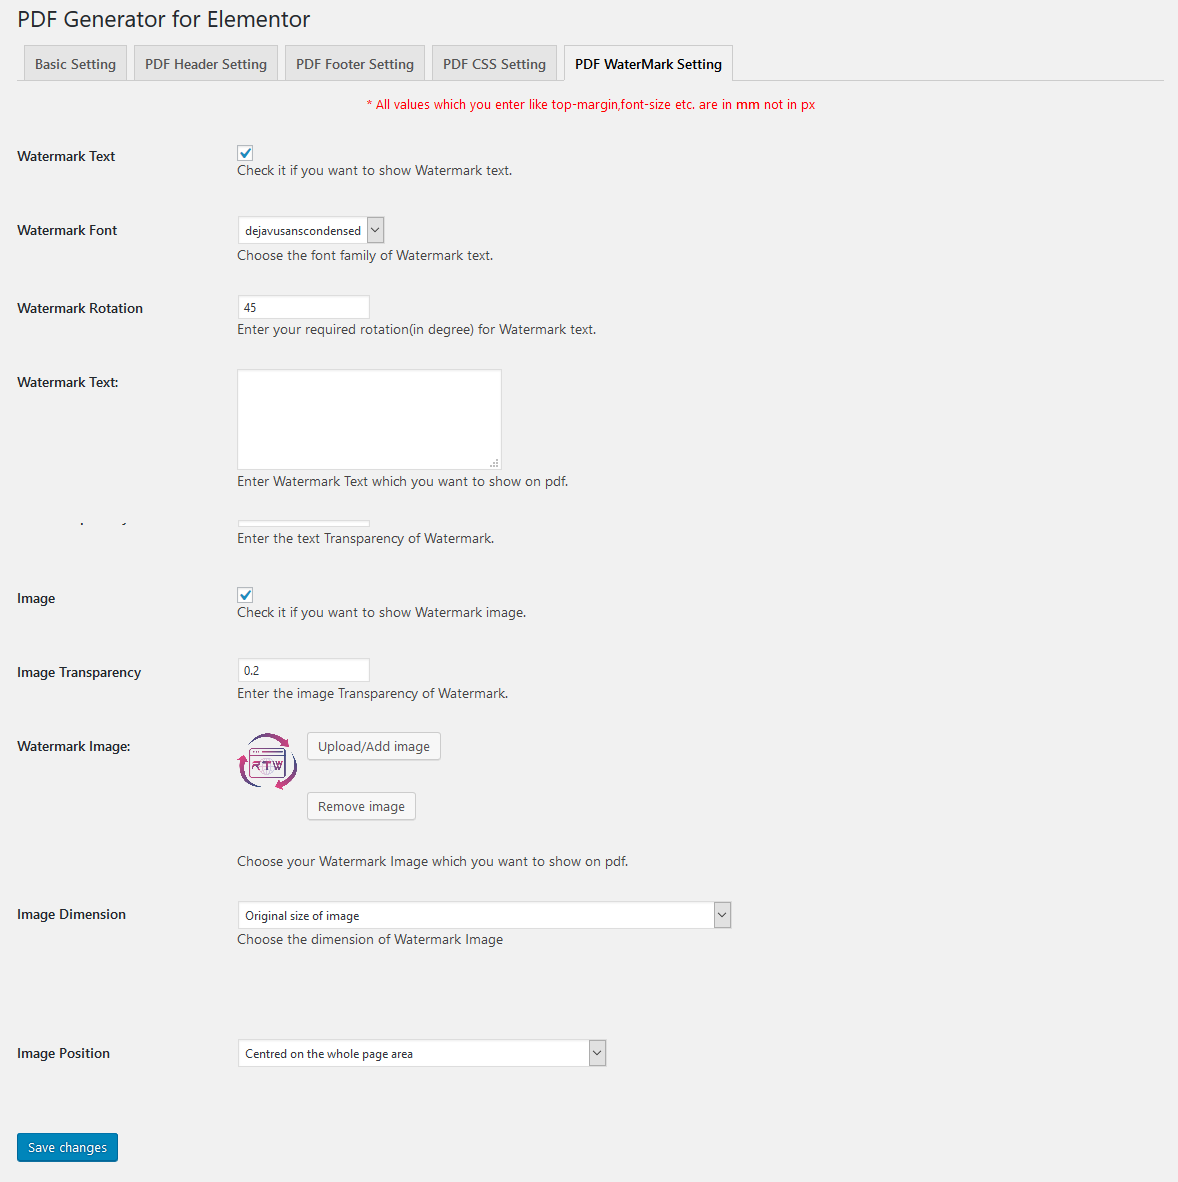 PDF Generator for Elementor
Basic Setting PDF Header Setting PDF Footer Setting PDF CSS Setting PDF WaterMark Setting
* All values which you enter like top-margin,font-size etc. are in mm not in px
Watermark Text
Check it if you want to show Watermark text.
Watermark Font dejavusanscondensed
Choose the font family of Watermark text.
Watermark Rotation 45
Enter your required rotation(in degree) for Watermark text.
Watermark Text:
Enter Watermark Text which you want to show on pdf.
Enter the text Transparency of Watermark.
Image
Check it if you want to show Watermark image.
Image Transparency 0.2
Enter the image Transparency of Watermark.
Watermark Image: Upload/Add image
RTW
Remove image
Choose your Watermark Image which you want to show on pdf.
Image Dimension Original size of image
Choose the dimension of Watermark Image
Image Position Centred on the whole page area
Save changes